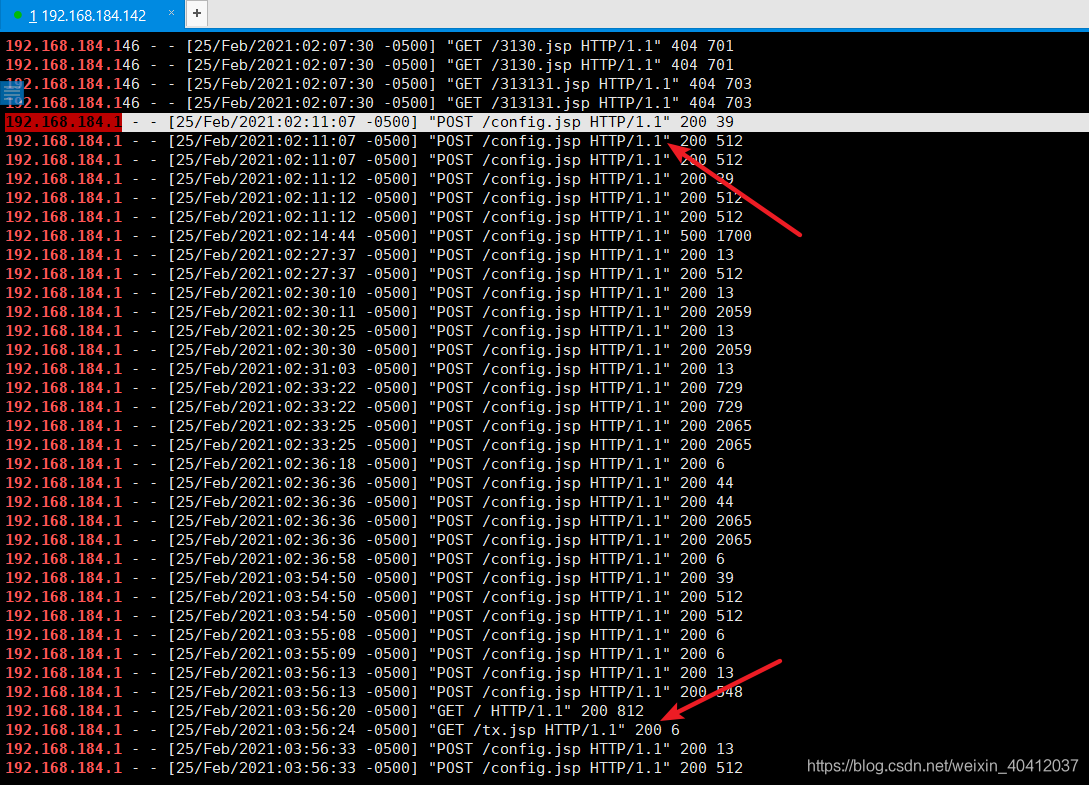 1 192.168.184.142 × +
192.168.184.146 - - [25/Feb/2021:02:07:30 -0500] "GET /3130.jsp HTTP/1.1" 404 701
192.168.184.146 - - [25/Feb/2021:02:07:30 -0500] "GET /3130.jsp HTTP/1.1" 404 701
192.168.184.146 - - [25/Feb/2021:02:07:30 -0500] "GET /313131.jsp HTTP/1.1" 404 703
192.168.184.146 - - [25/Feb/2021:02:07:30 -0500] "GET /313131.jsp HTTP/1.1" 404 703
192.168.184.1 - - [25/Feb/2021:02:11:07 -0500] "POST /config.jsp HTTP/1.1" 200 39
192.168.184.1 - - [25/Feb/2021:02:11:07 -0500] "POST /config.jsp HTTP/1.1" 200 512
192.168.184.1 - - [25/Feb/2021:02:11:07 -0500] "POST /config.jsp HTTP/1.1" 200 512
192.168.184.1 - - [25/Feb/2021:02:11:12 -0500] "POST /config.jsp HTTP/1.1" 200 39
192.168.184.1 - - [25/Feb/2021:02:11:12 -0500] "POST /config.jsp HTTP/1.1" 200 512
192.168.184.1 - - [25/Feb/2021:02:11:12 -0500] "POST /config.jsp HTTP/1.1" 200 512
192.168.184.1 - - [25/Feb/2021:02:14:44 -0500] "POST /config.jsp HTTP/1.1" 500 1700
192.168.184.1 - - [25/Feb/2021:02:27:37 -0500] "POST /config.jsp HTTP/1.1" 200 13
192.168.184.1 - - [25/Feb/2021:02:27:37 -0500] "POST /config.jsp HTTP/1.1" 200 512
192.168.184.1 - - [25/Feb/2021:02:30:10 -0500] "POST /config.jsp HTTP/1.1" 200 13
192.168.184.1 - - [25/Feb/2021:02:30:11 -0500] "POST /config.jsp HTTP/1.1" 200 2059
192.168.184.1 - - [25/Feb/2021:02:30:25 -0500] "POST /config.jsp HTTP/1.1" 200 13
192.168.184.1 - - [25/Feb/2021:02:30:30 -0500] "POST /config.jsp HTTP/1.1" 200 2059
192.168.184.1 - - [25/Feb/2021:02:31:03 -0500] "POST /config.jsp HTTP/1.1" 200 13
192.168.184.1 - - [25/Feb/2021:02:33:22 -0500] "POST /config.jsp HTTP/1.1" 200 729
192.168.184.1 - - [25/Feb/2021:02:33:22 -0500] "POST /config.jsp HTTP/1.1" 200 729
192.168.184.1 - - [25/Feb/2021:02:33:25 -0500] "POST /config.jsp HTTP/1.1" 200 2065
192.168.184.1 - - [25/Feb/2021:02:33:25 -0500] "POST /config.jsp HTTP/1.1" 200 2065
192.168.184.1 - - [25/Feb/2021:02:36:18 -0500] "POST /config.jsp HTTP/1.1" 200 6
192.168.184.1 - - [25/Feb/2021:02:36:36 -0500] "POST /config.jsp HTTP/1.1" 200 44
192.168.184.1 - - [25/Feb/2021:02:36:36 -0500] "POST /config.jsp HTTP/1.1" 200 44
192.168.184.1 - - [25/Feb/2021:02:36:36 -0500] "POST /config.jsp HTTP/1.1" 200 2065
192.168.184.1 - - [25/Feb/2021:02:36:36 -0500] "POST /config.jsp HTTP/1.1" 200 2065
192.168.184.1 - - [25/Feb/2021:02:36:58 -0500] "POST /config.jsp HTTP/1.1" 200 6
192.168.184.1 - - [25/Feb/2021:03:54:50 -0500] "POST /config.jsp HTTP/1.1" 200 39
192.168.184.1 - - [25/Feb/2021:03:54:50 -0500] "POST /config.jsp HTTP/1.1" 200 512
192.168.184.1 - - [25/Feb/2021:03:54:50 -0500] "POST /config.jsp HTTP/1.1" 200 512
192.168.184.1 - - [25/Feb/2021:03:55:08 -0500] "POST /config.jsp HTTP/1.1" 200 6
192.168.184.1 - - [25/Feb/2021:03:55:09 -0500] "POST /config.jsp HTTP/1.1" 200 6
192.168.184.1 - - [25/Feb/2021:03:56:13 -0500] "POST /config.jsp HTTP/1.1" 200 13
192.168.184.1 - - [25/Feb/2021:03:56:13 -0500] "POST /config.jsp HTTP/1.1" 200 548
192.168.184.1 - - [25/Feb/2021:03:56:20 -0500] "GET / HTTP/1.1" 200 812
192.168.184.1 - - [25/Feb/2021:03:56:24 -0500] "GET /tx.jsp HTTP/1.1" 200 6
192.168.184.1 - - [25/Feb/2021:03:56:33 -0500] "POST /config.jsp HTTP/1.1" 200 13
192.168.184.1 - - [25/Feb/2021:03:56:33 -0500] "POST /config.jsp HTTP/1.1" 200 512
https://blog.csdn.net/weixin_40412037